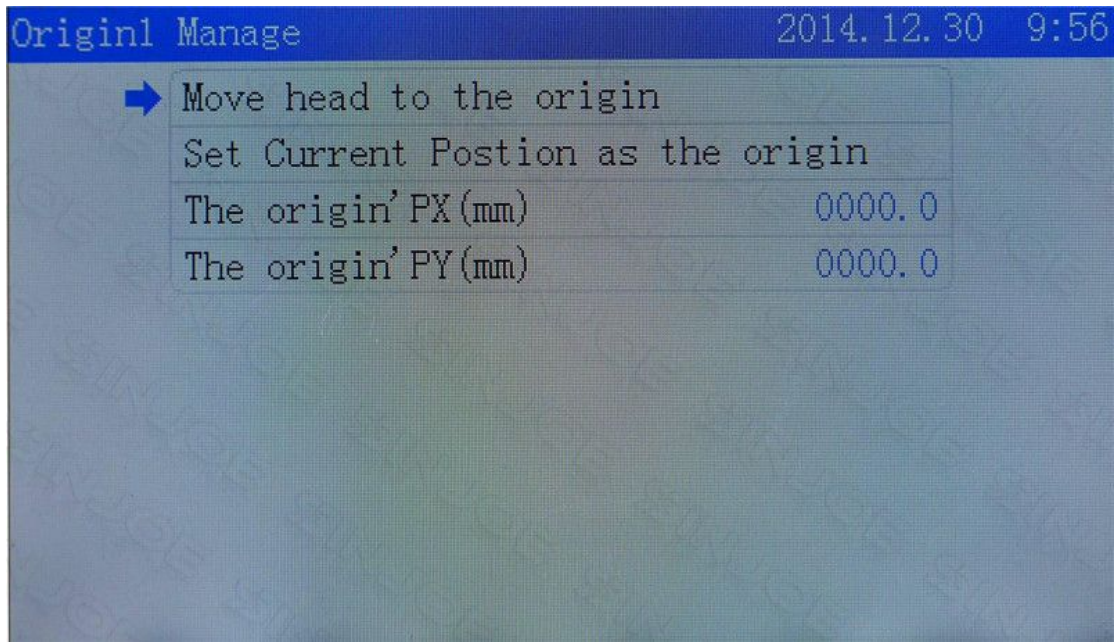 Origin1 Manage 2014.12.30 9:56
Move head to the origin
Set Current Postion as the origin
The origin'PX(mm) 0000.0
The origin'PY(mm) 0000.0